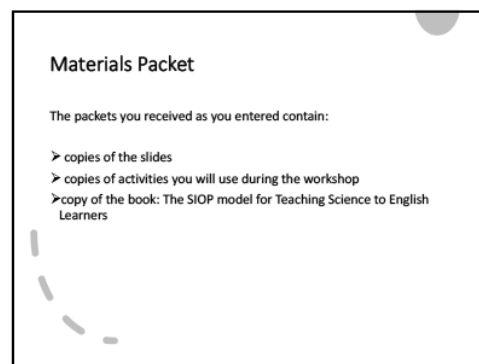 Materials Packet
The packets you received as you entered contain:
➢ copies of the slides
➢ copies of activities you will use during the workshop
➢copy of the book: The SIOP model for Teaching Science to English
Learners